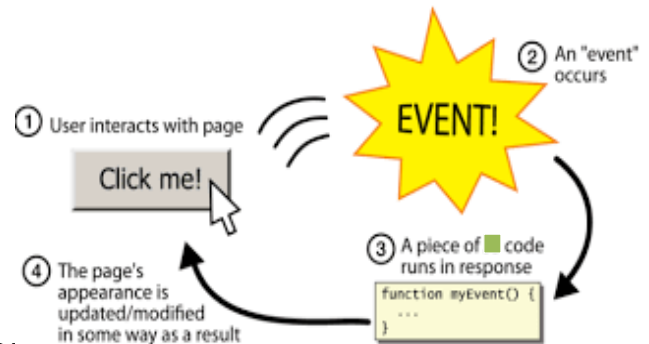 1 User interacts with page
Click me!
EVENT!
2 An "event"
occurs
3 A piece of code
runs in response
function myEvent() {
...
}
4 The page's
appearance is
updated/modified
in some way as a result